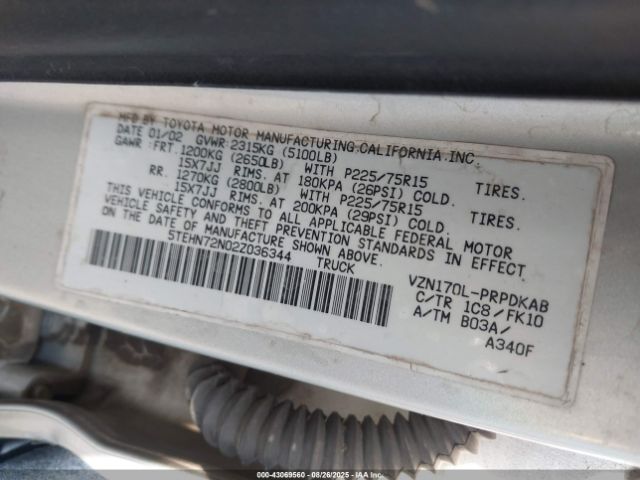 MFD BY TOYOTA MOTOR MANUFACTURING,CALIFORNIA,INC.
DATE 01/02 GVWR:2315KG (5100LB)
GAWR :FRT.1200KG (2650LB) WITH P225/75R15 TIRES.
15X7JJ RIMS. AT 180KPA (26PSI) COLD.
RR. 1270KG (2800LB) WITH P225/75R15 TIRES.
15X7JJ RIMS. AT 200KPA (29PSI) COLD.
THIS VEHICLE CONFORMS TO ALL APPLICABLE FEDERAL MOTOR
VEHICLE SAFETY AND THEFT PREVENTION STANDARDS IN EFFECT
ON THE DATE OF MANUFACTURE SHOWN ABOVE.
5TEHN72N02Z036344 TRUCK
VZN170L-PRPDKAB
C/TR 1C8/FK10
A/TM B03A/
A340F
000-43069560 - 08/26/2025 - IAAI.com